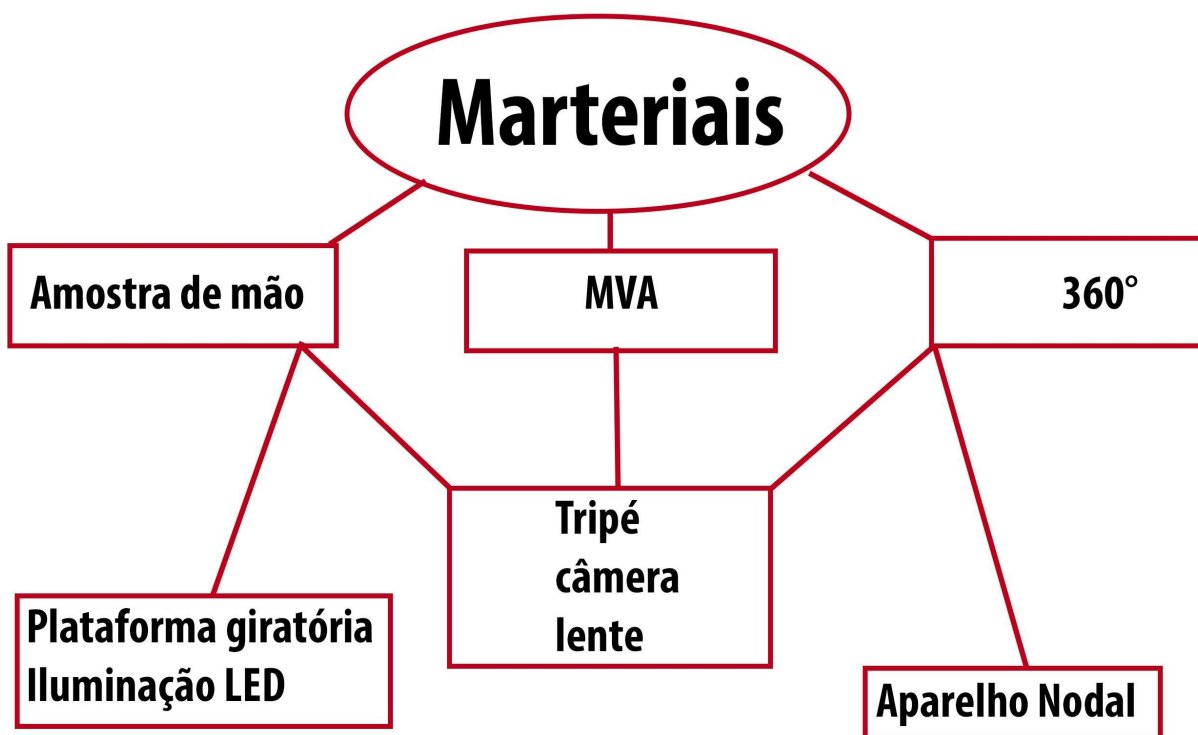 Marteriais
Amostra de mão
MVA
360°
Tripé
câmera
lente
Plataforma giratória
Iluminação LED
Aparelho Nodal